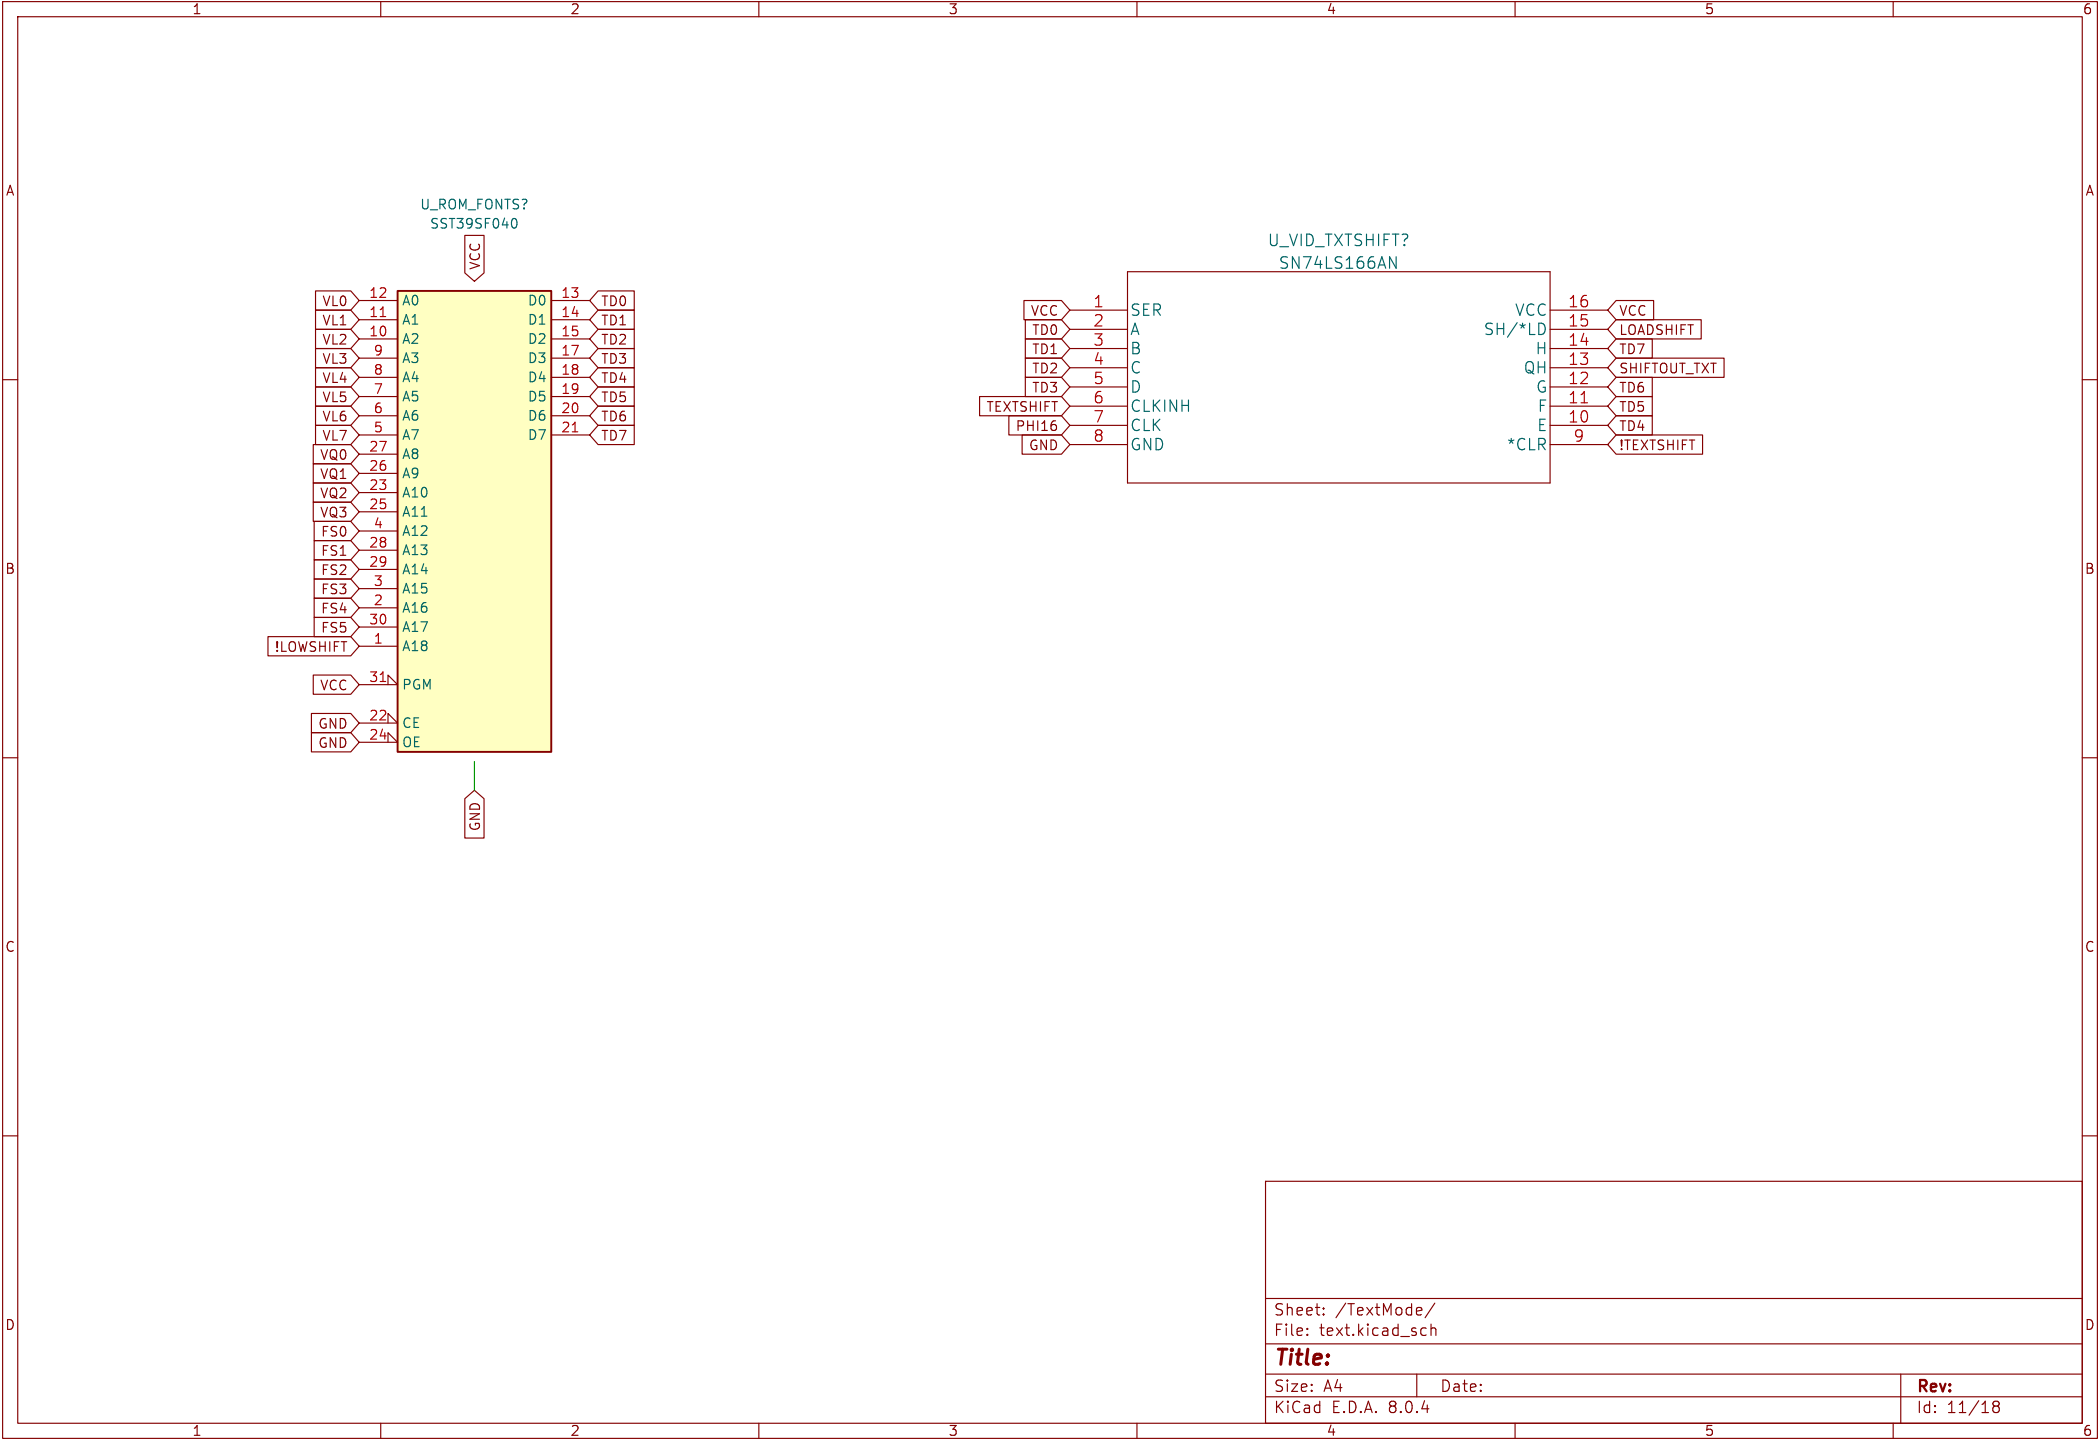 1 2 3 4 5 6
A A
B B
C C
D D
U_ROM_FONTS?
SST39SF040
VCC
VL0 12 A0 D0 13 TD0
VL1 11 A1 D1 14 TD1
VL2 10 A2 D2 15 TD2
VL3 9 A3 D3 17 TD3
VL4 8 A4 D4 18 TD4
VL5 7 A5 D5 19 TD5
VL6 6 A6 D6 20 TD6
VL7 5 A7 D7 21 TD7
VQ0 27 A8
VQ1 26 A9
VQ2 23 A10
VQ3 25 A11
FS0 4 A12
FS1 28 A13
FS2 29 A14
FS3 3 A15
FS4 2 A16
FS5 30 A17
!LOWSHIFT 1 A18
VCC 31 PGM
GND 22 CE
GND 24 OE
GND
U_VID_TXTSHIFT?
SN74LS166AN
VCC 1 SER VCC 16 VCC
TD0 2 A SH/*LD 15 LOADSHIFT
TD1 3 B H 14 TD7
TD2 4 C QH 13 SHIFTOUT_TXT
TD3 5 D G 12 TD6
TEXTSHIFT 6 CLKINH F 11 TD5
PHI16 7 CLK E 10 TD4
GND 8 GND *CLR 9 !TEXTSHIFT
Sheet: /TextMode/
File: text.kicad_sch
Title:
Size: A4 Date: Rev:
KiCad E.D.A. 8.0.4 Id: 11/18
1 2 3 4 5 6